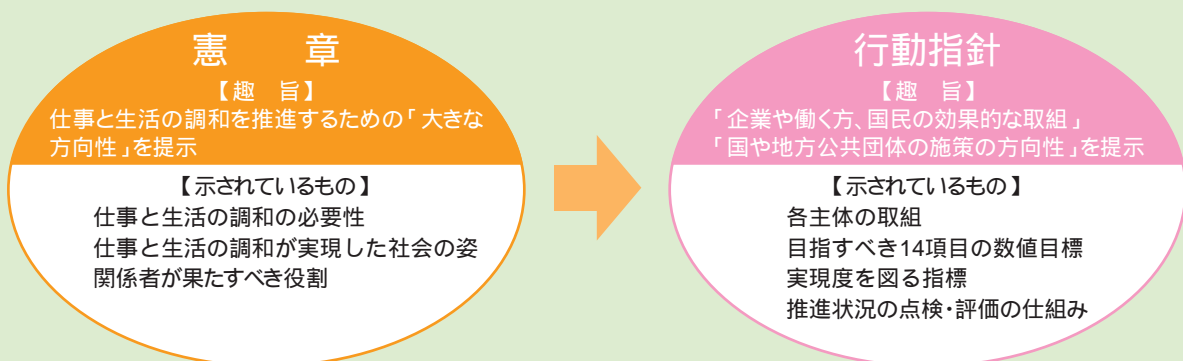 憲　章
【趣　旨】
仕事と生活の調和を推進するための「大きな
方向性」を提示
【示されているもの】
仕事と生活の調和の必要性
仕事と生活の調和が実現した社会の姿
関係者が果たすべき役割
行動指針
【趣　旨】
「企業や働く方、国民の効果的な取組」
「国や地方公共団体の施策の方向性」を提示
【示されているもの】
各主体の取組
目指すべき14項目の数値目標
実現度を図る指標
推進状況の点検・評価の仕組み